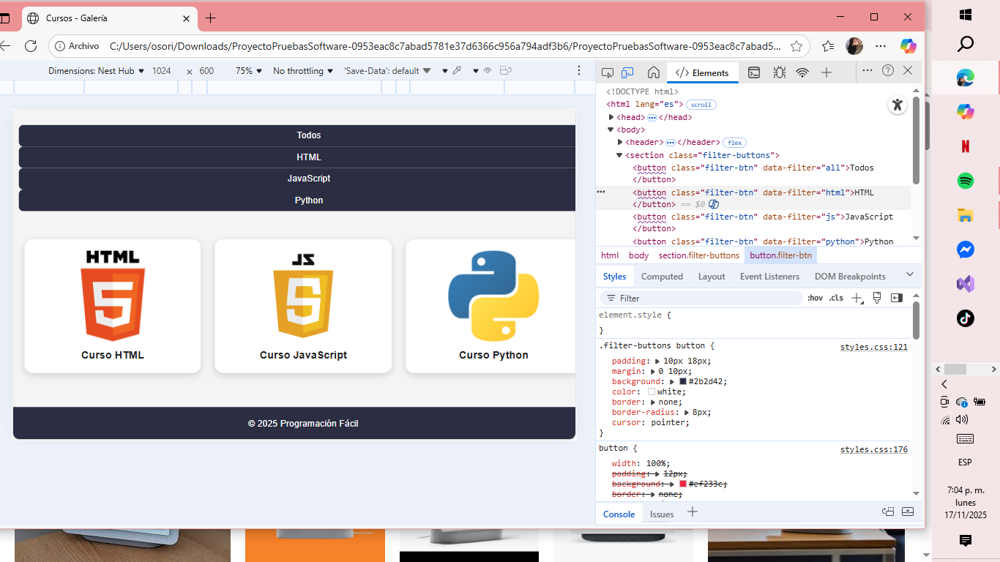 Cursos - Galería
Archivo
C:/Users/osori/Downloads/ProyectoPruebasSoftware-0953eac8c7abad5781e37d6366c956a794adf3b6/ProyectoPruebasSoftware-0953eac8c7abad5...
Dimensions: Nest Hub 1024 × 600 75% No throttling 'Save-Data': default
Todos
HTML
JavaScript
Python
HTML
5
Curso HTML
JS
5
Curso JavaScript
Curso Python
© 2025 Programación Fácil
</> Elements
<!DOCTYPE html>
<html lang="es"> scroll
<head> ••• </head>
<body>
<header> ••• </header> flex
<section class="filter-buttons">
<button class="filter-btn" data-filter="all">Todos
</button>
••• <button class="filter-btn" data-filter="html">HTML
</button> == $0
<button class="filter-btn" data-filter="js">JavaScript
</button>
<button class="filter-btn" data-filter="python">Python
html body section.filter-buttons button.filter-btn
Styles Computed Layout Event Listeners DOM Breakpoints
Filter :hov .cls
element.style {
}
.filter-buttons button { styles.css:121
padding: 10px 18px;
margin: 0 10px;
background: #2b2d42;
color: white;
border: none;
border-radius: 8px;
cursor: pointer;
}
button { styles.css:176
width: 100%;
padding: 12px;
background: #ef233c;
border: none;
Console Issues
N
ESP
7:04 p. m.
lunes
17/11/2025